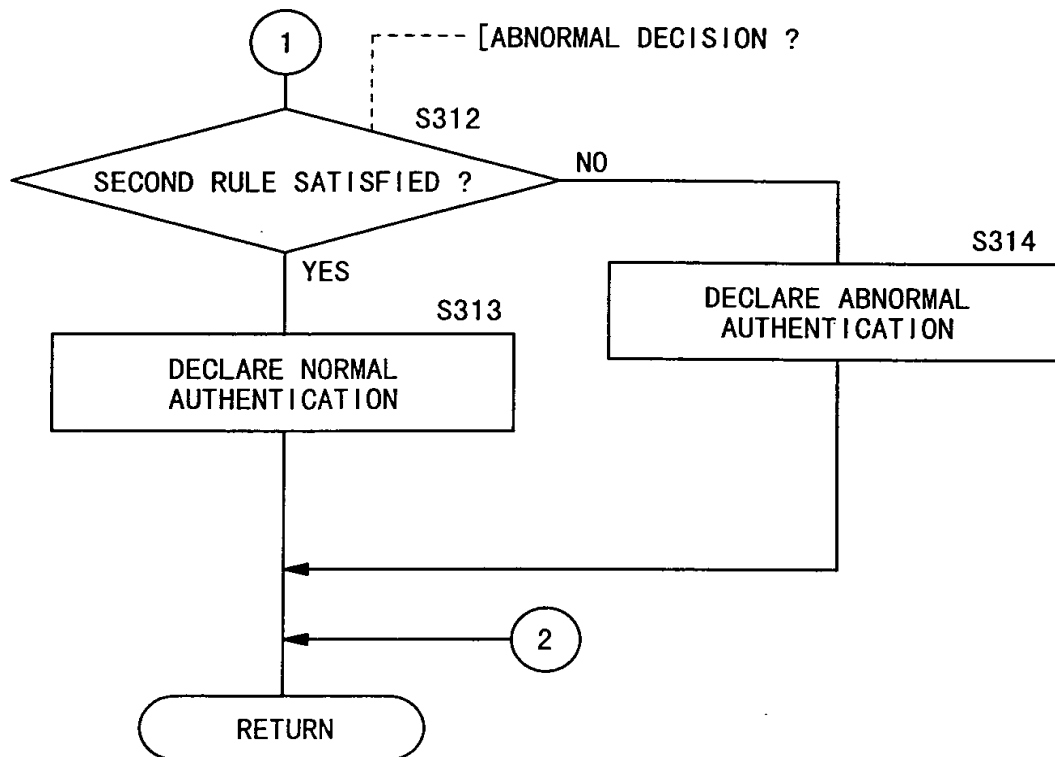 1
[ABNORMAL DECISION ?
S312
SECOND RULE SATISFIED ?
NO
YES
S314
DECLARE ABNORMAL
AUTHENTICATION
S313
DECLARE NORMAL
AUTHENTICATION
2
RETURN